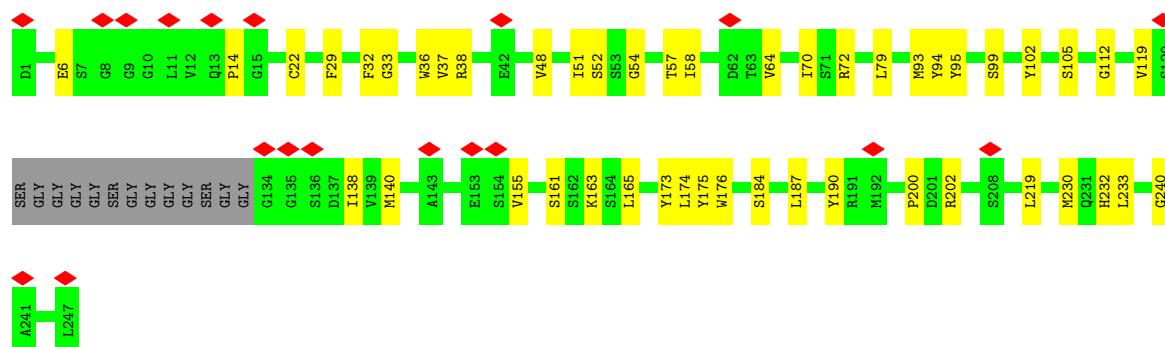 D1 E6 S7 G8 G9 G10 L11 V12 Q13 P14 G15 C22 F29 F32 G33 W36 V37 R38 E42 V48 I51 S52 S53 G54 T57 I58 D62 T63 V64 I70 S71 R72 L79 M93 Y94 Y95 S99 Y102 S105 G112 V119
SER GLY GLY GLY GLY SER GLY GLY GLY GLY SER GLY GLY G134 G135 S136 D137 I138 V139 M140 A143 E153 S154 V155 S161 S162 K163 S164 L165 Y173 L174 Y175 W176 S184 L187 Y190 R191 M192 P200 D201 R202 S208 L219 M230 Q231 H232 L233 G240
A241 L247